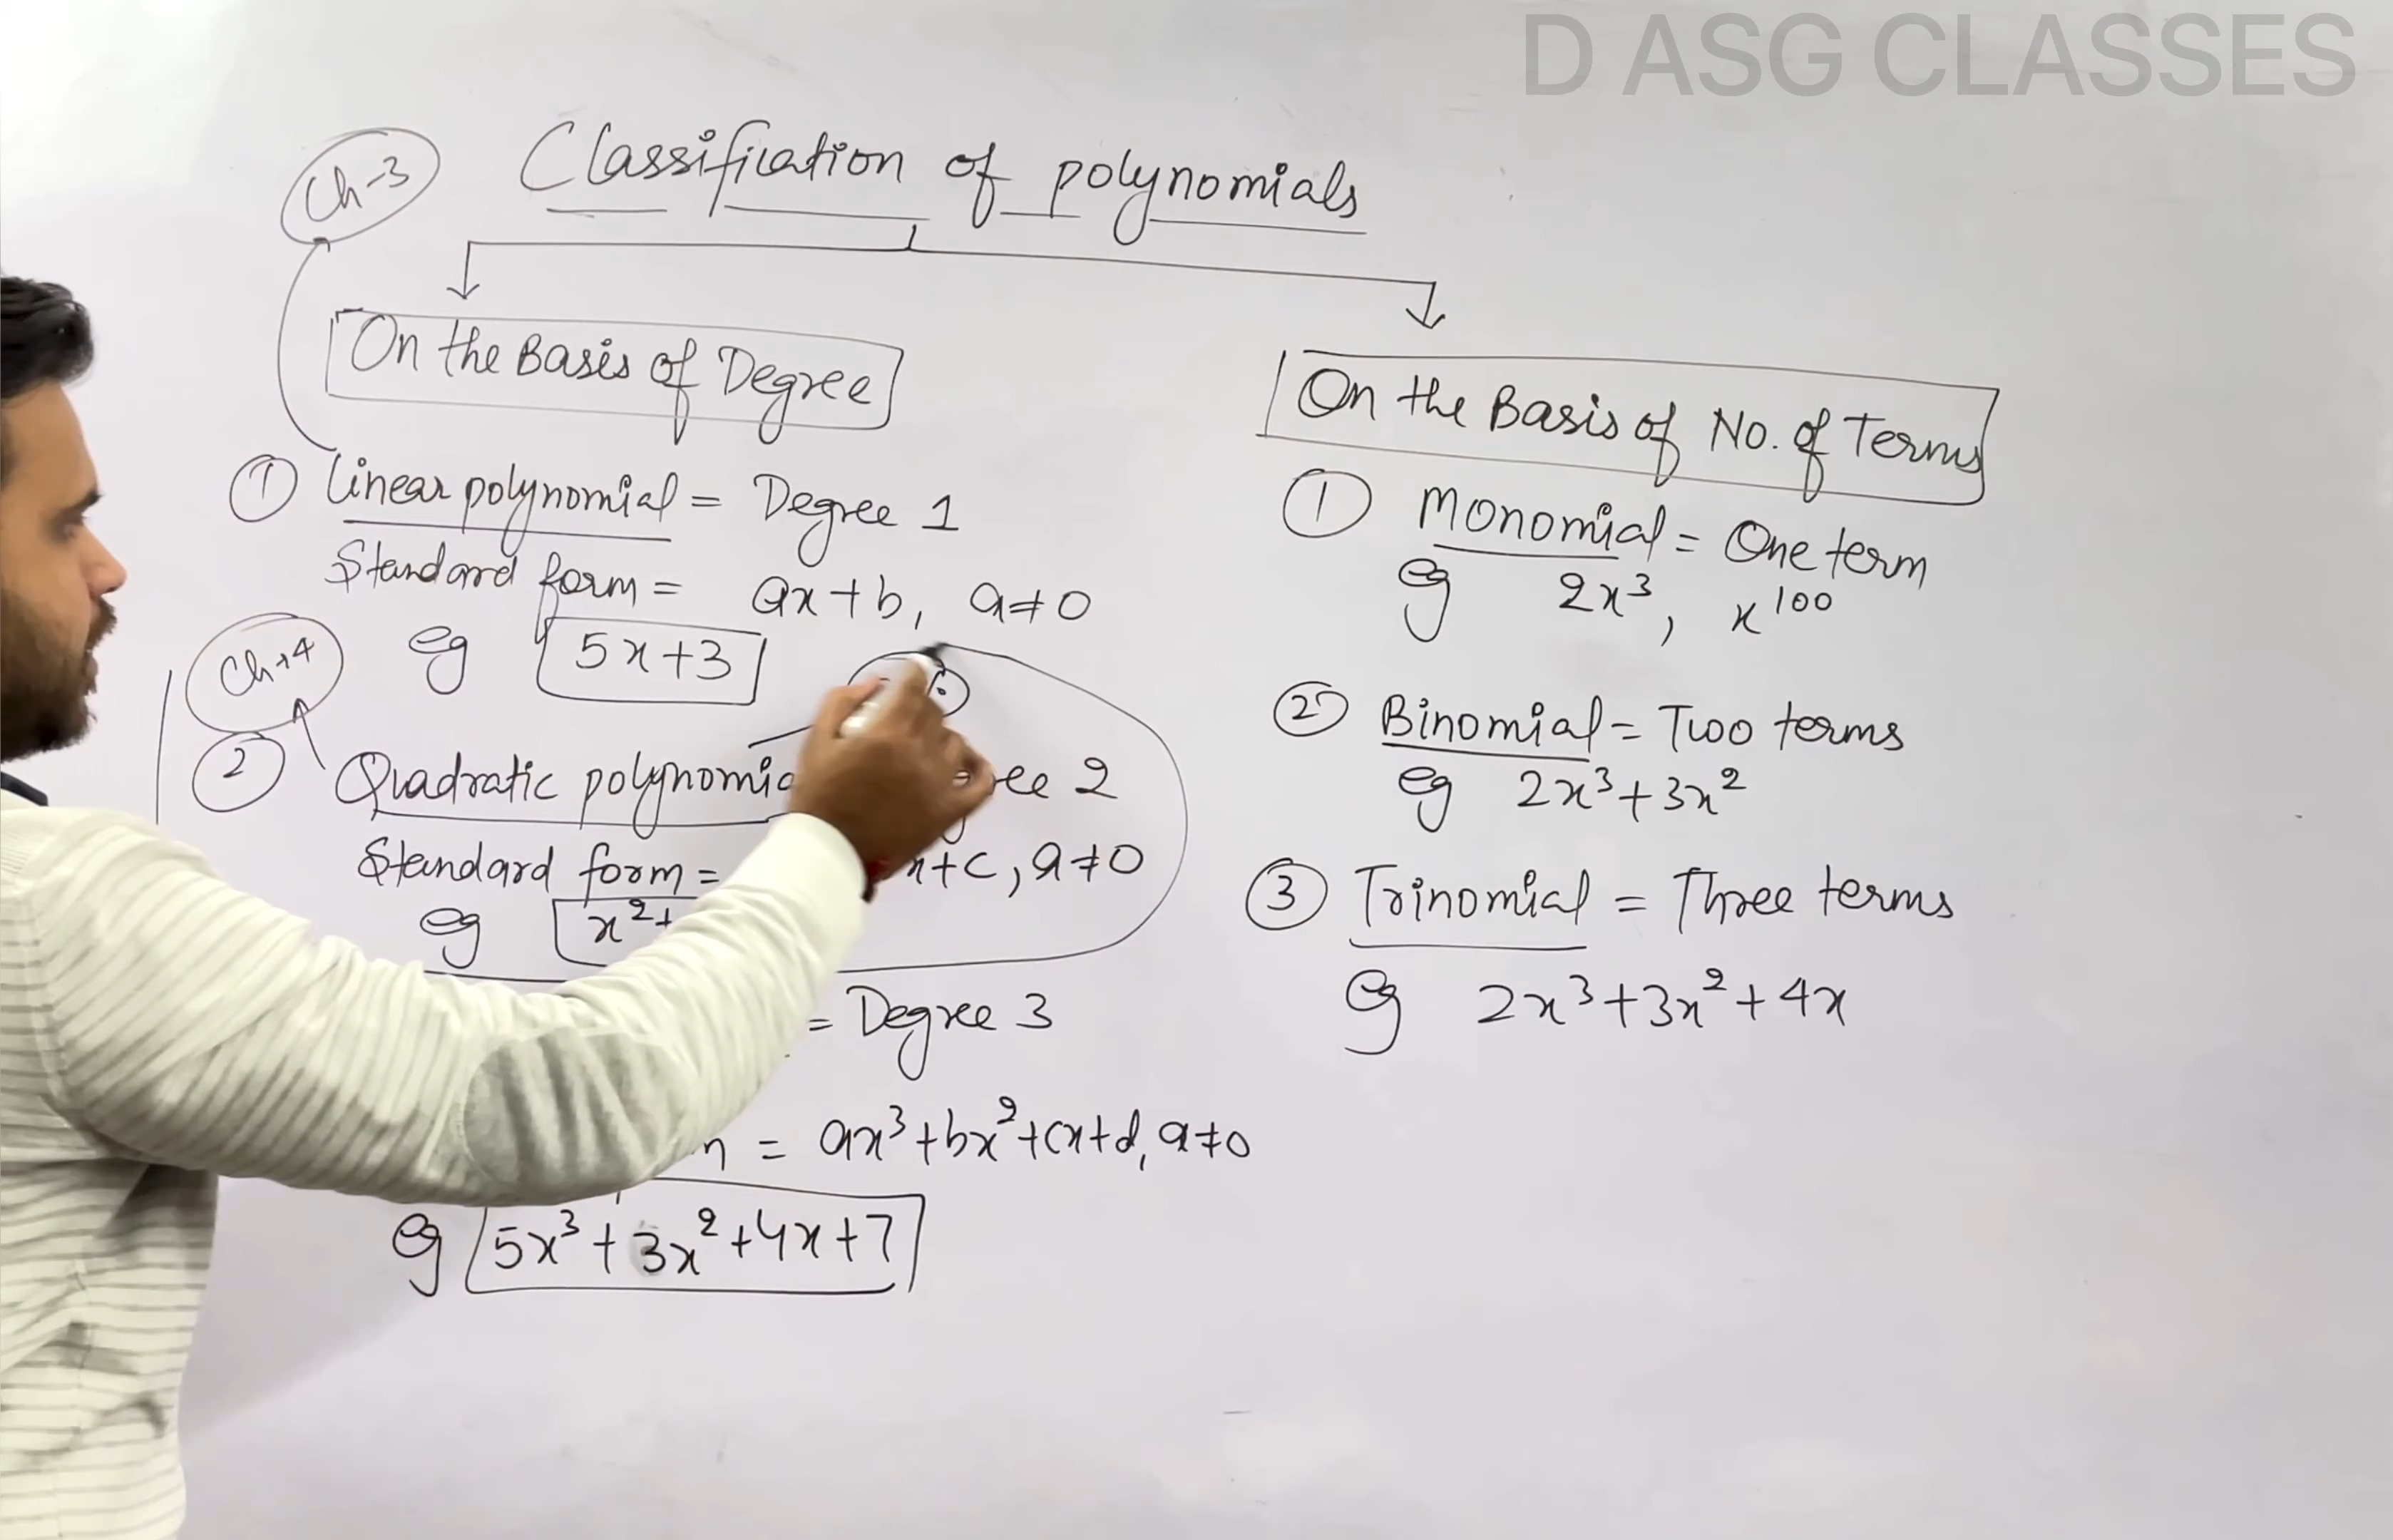 D ASG CLASSES
Ch-3
Classification of polynomials
On the Basis of Degree
① Linear polynomial = Degree 1
Standard form = ax+b, a≠0
eg 5x+3
Ch-4
② Quadratic polynomia ee 2
Standard form = x+c, a≠0
eg x²+
= Degree 3
m = ax³+bx²+cx+d, a≠0
eg 5x³+3x²+4x+7
On the Basis of No. of Terms
① Monomial = One term
eg 2x³, x¹⁰⁰
② Binomial = Two terms
eg 2x³+3x²
③ Trinomial = Three terms
eg 2x³+3x²+4x